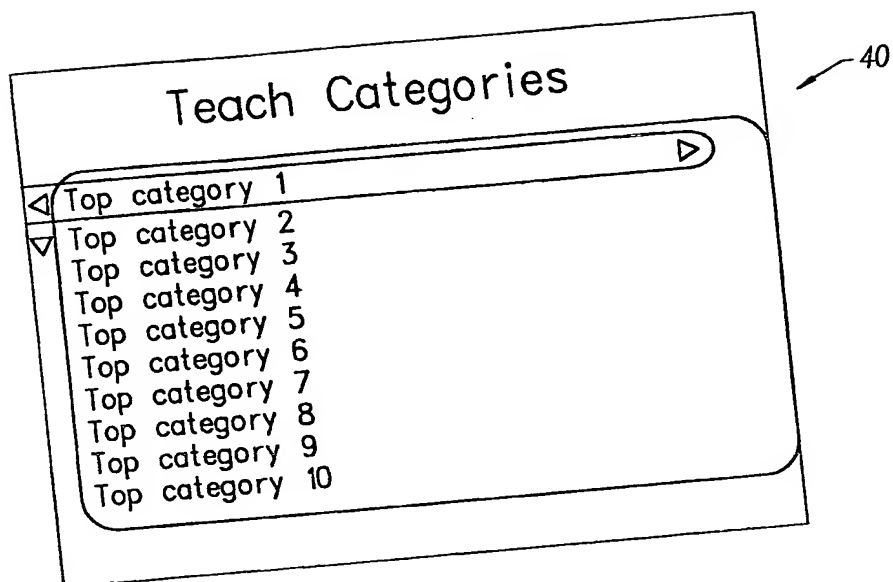 Teach Categories
40
Top category 1
Top category 2
Top category 3
Top category 4
Top category 5
Top category 6
Top category 7
Top category 8
Top category 9
Top category 10